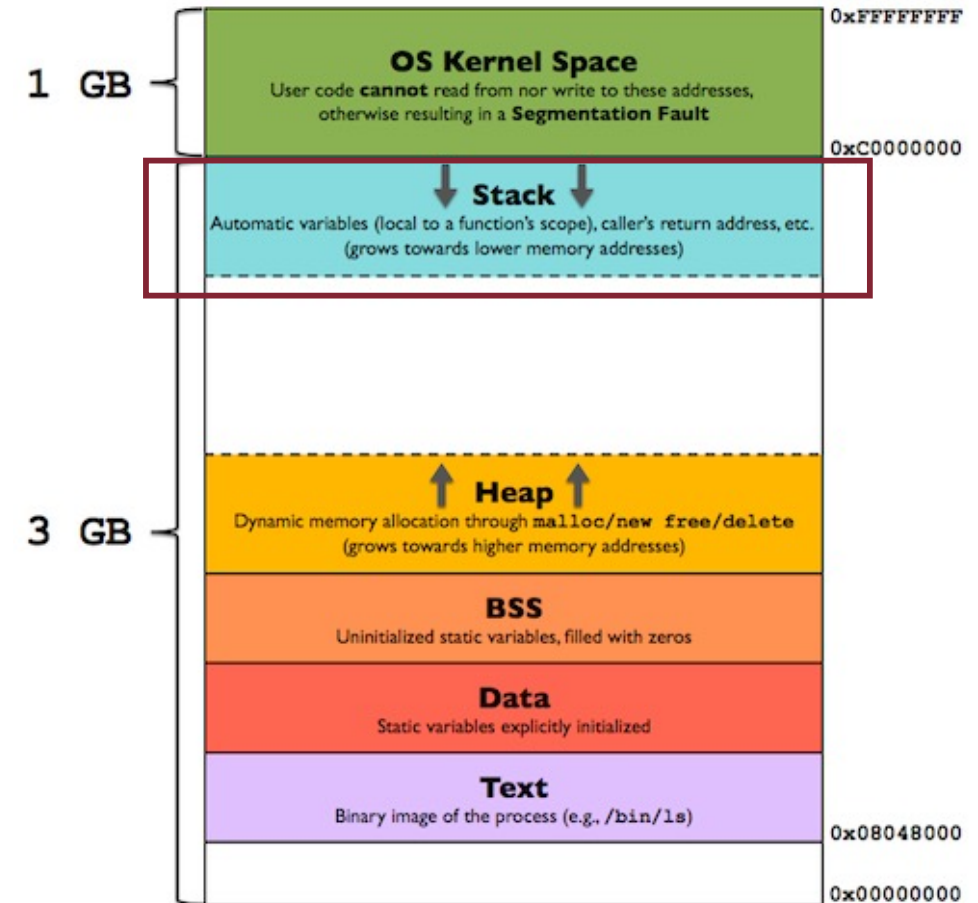 0xFFFFFFFF
1 GB
OS Kernel Space
User code cannot read from nor write to these addresses,
otherwise resulting in a Segmentation Fault
0xC0000000
Stack
Automatic variables (local to a function's scope), caller's return address, etc.
(grows towards lower memory addresses)
3 GB
Heap
Dynamic memory allocation through malloc/new free/delete
(grows towards higher memory addresses)
BSS
Uninitialized static variables, filled with zeros
Data
Static variables explicitly initialized
Text
Binary image of the process (e.g., /bin/ls)
0x08048000
0x00000000